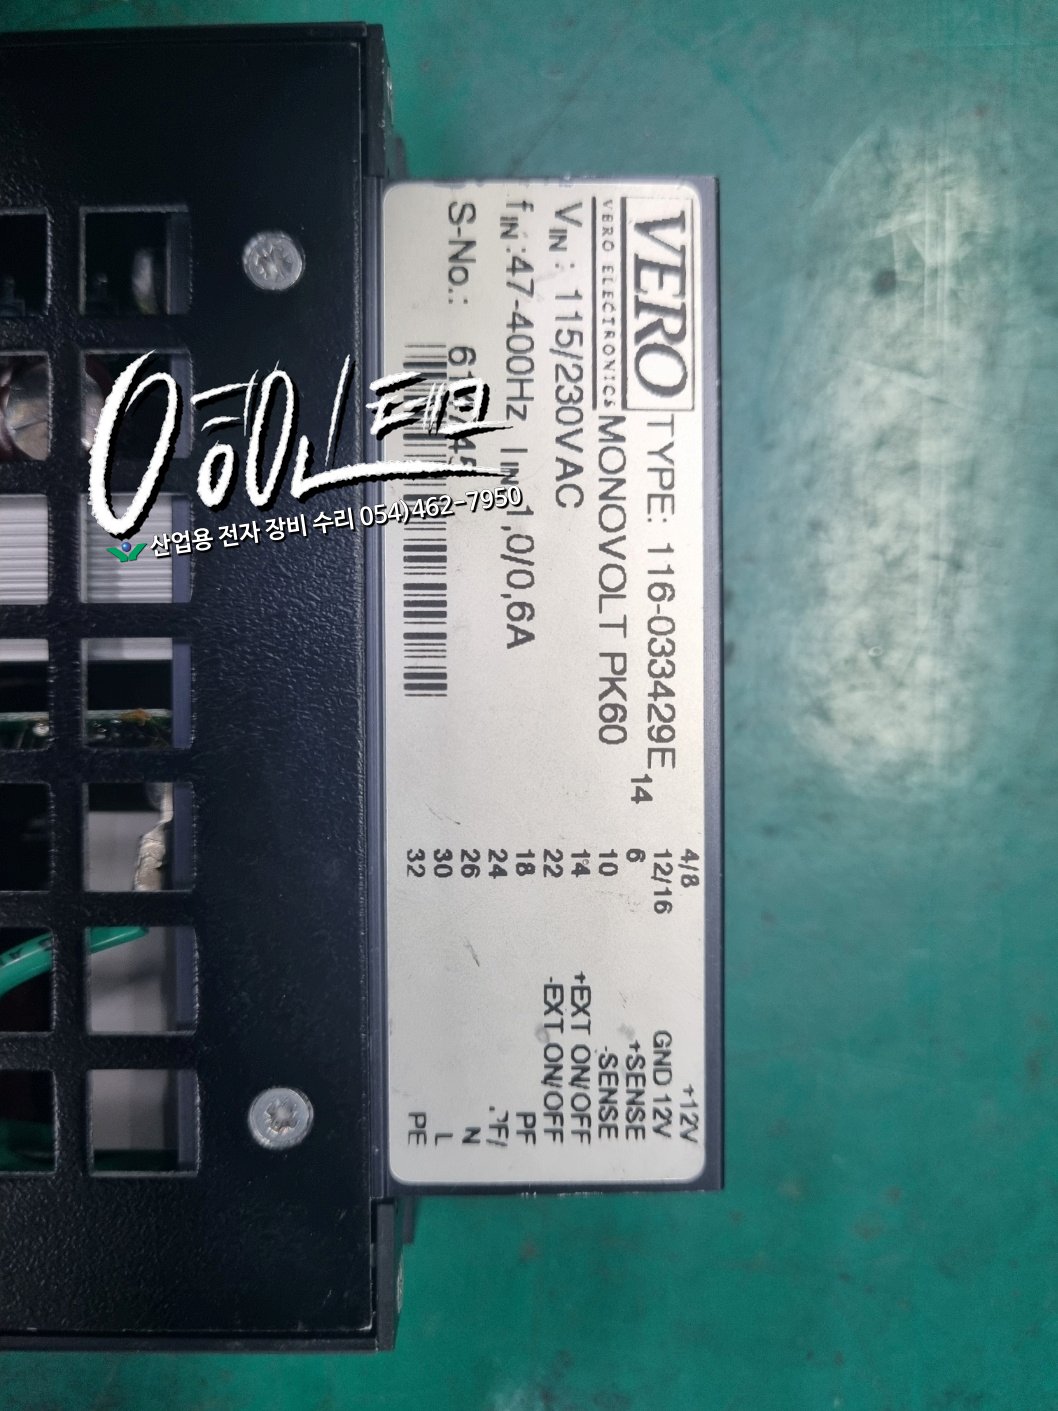 VERO
VERO ELECTRONICS
TYPE: 116-033429E
14
MONOVOLT PK60
VIN : 115/230VAC
fIN :47-400Hz IIN 1,0/0,6A
S-No.:
4/8 +12V
12/16 GND 12V
6 +SENSE
10 -SENSE
14 +EXT ON/OFF
22 -EXT ON/OFF
18 PF
24
26 N
30 L
32 PE
영인테크
산업용 전자 장비 수리 054)462-7950